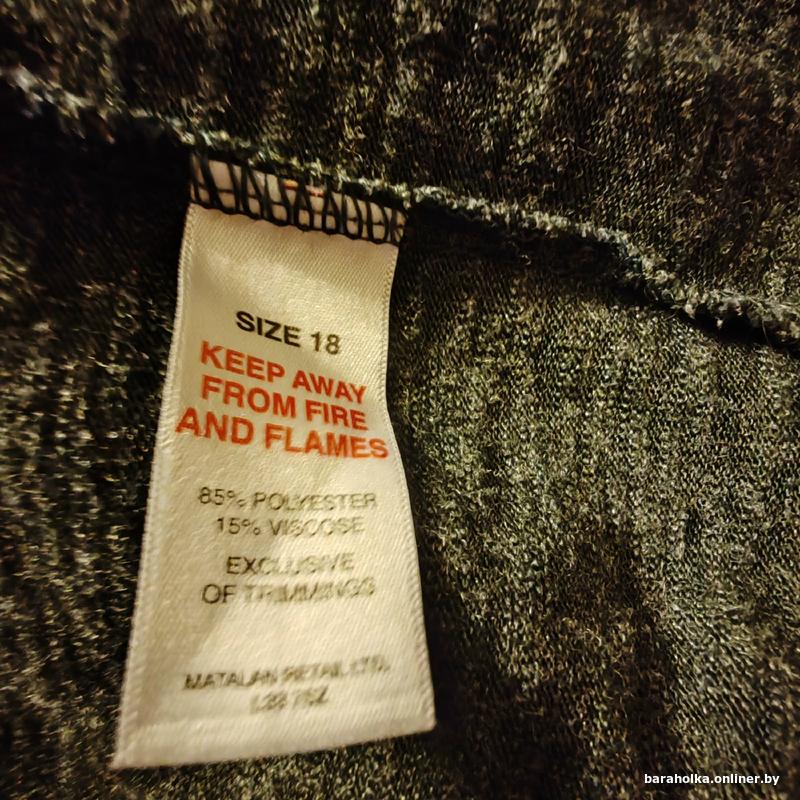 SIZE 18
KEEP AWAY
FROM FIRE
AND FLAMES
85% POLYESTER
15% VISCOSE
EXCLUSIVE
OF TRIMMINGS
MATALAN RETAIL LTD.
baraholka.onliner.by